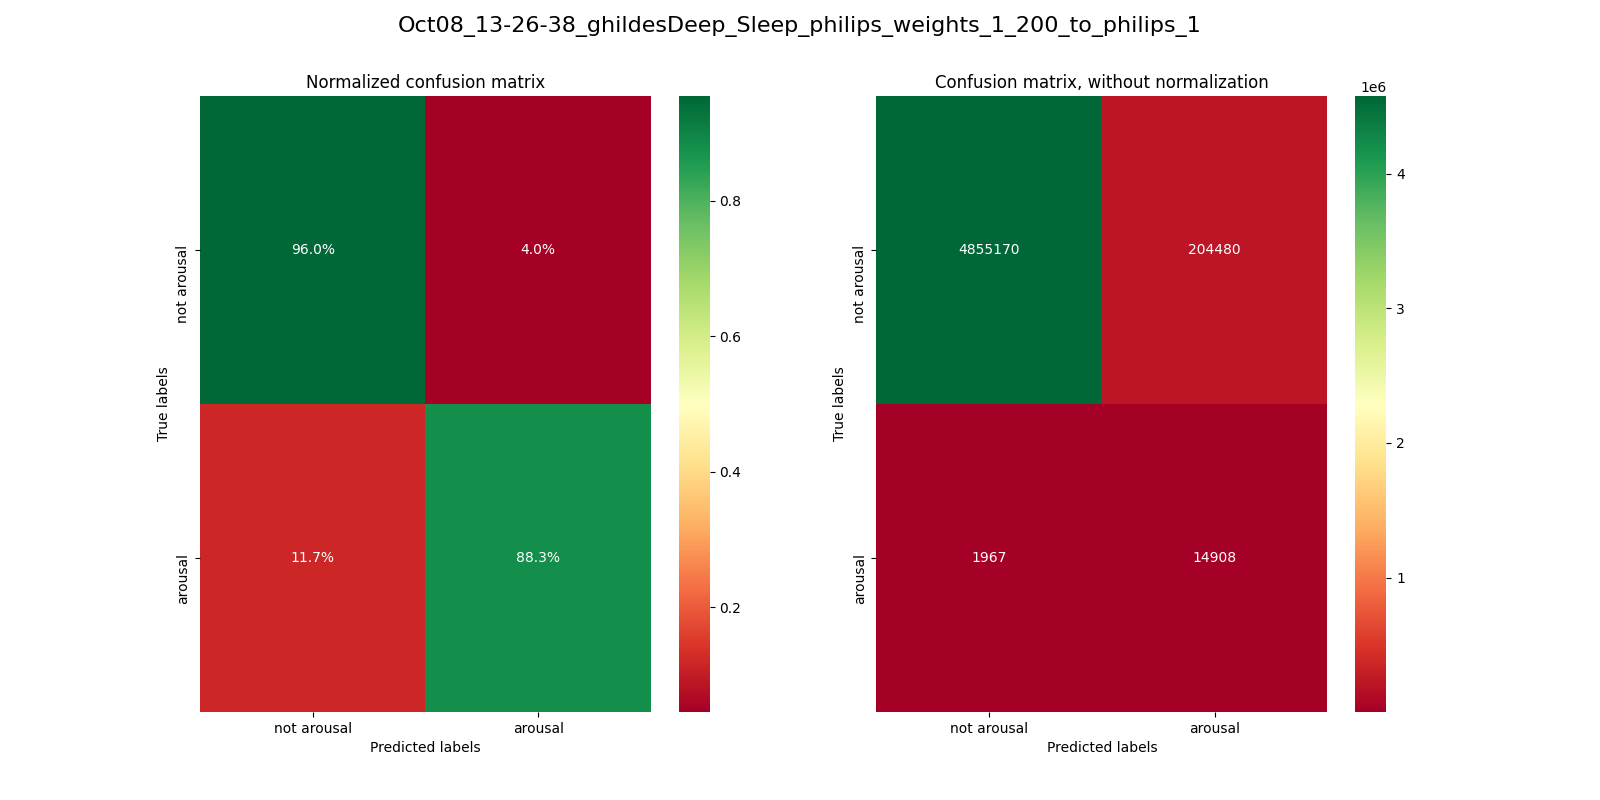 Oct08_13-26-38_ghildesDeep_Sleep_philips_weights_1_200_to_philips_1
Normalized confusion matrix
True labels
not arousal
arousal
96.0%
4.0%
11.7%
88.3%
not arousal
arousal
Predicted labels
0.8
0.6
0.4
0.2
Confusion matrix, without normalization
True labels
not arousal
arousal
4855170
204480
1967
14908
not arousal
arousal
Predicted labels
1e6
4
3
2
1